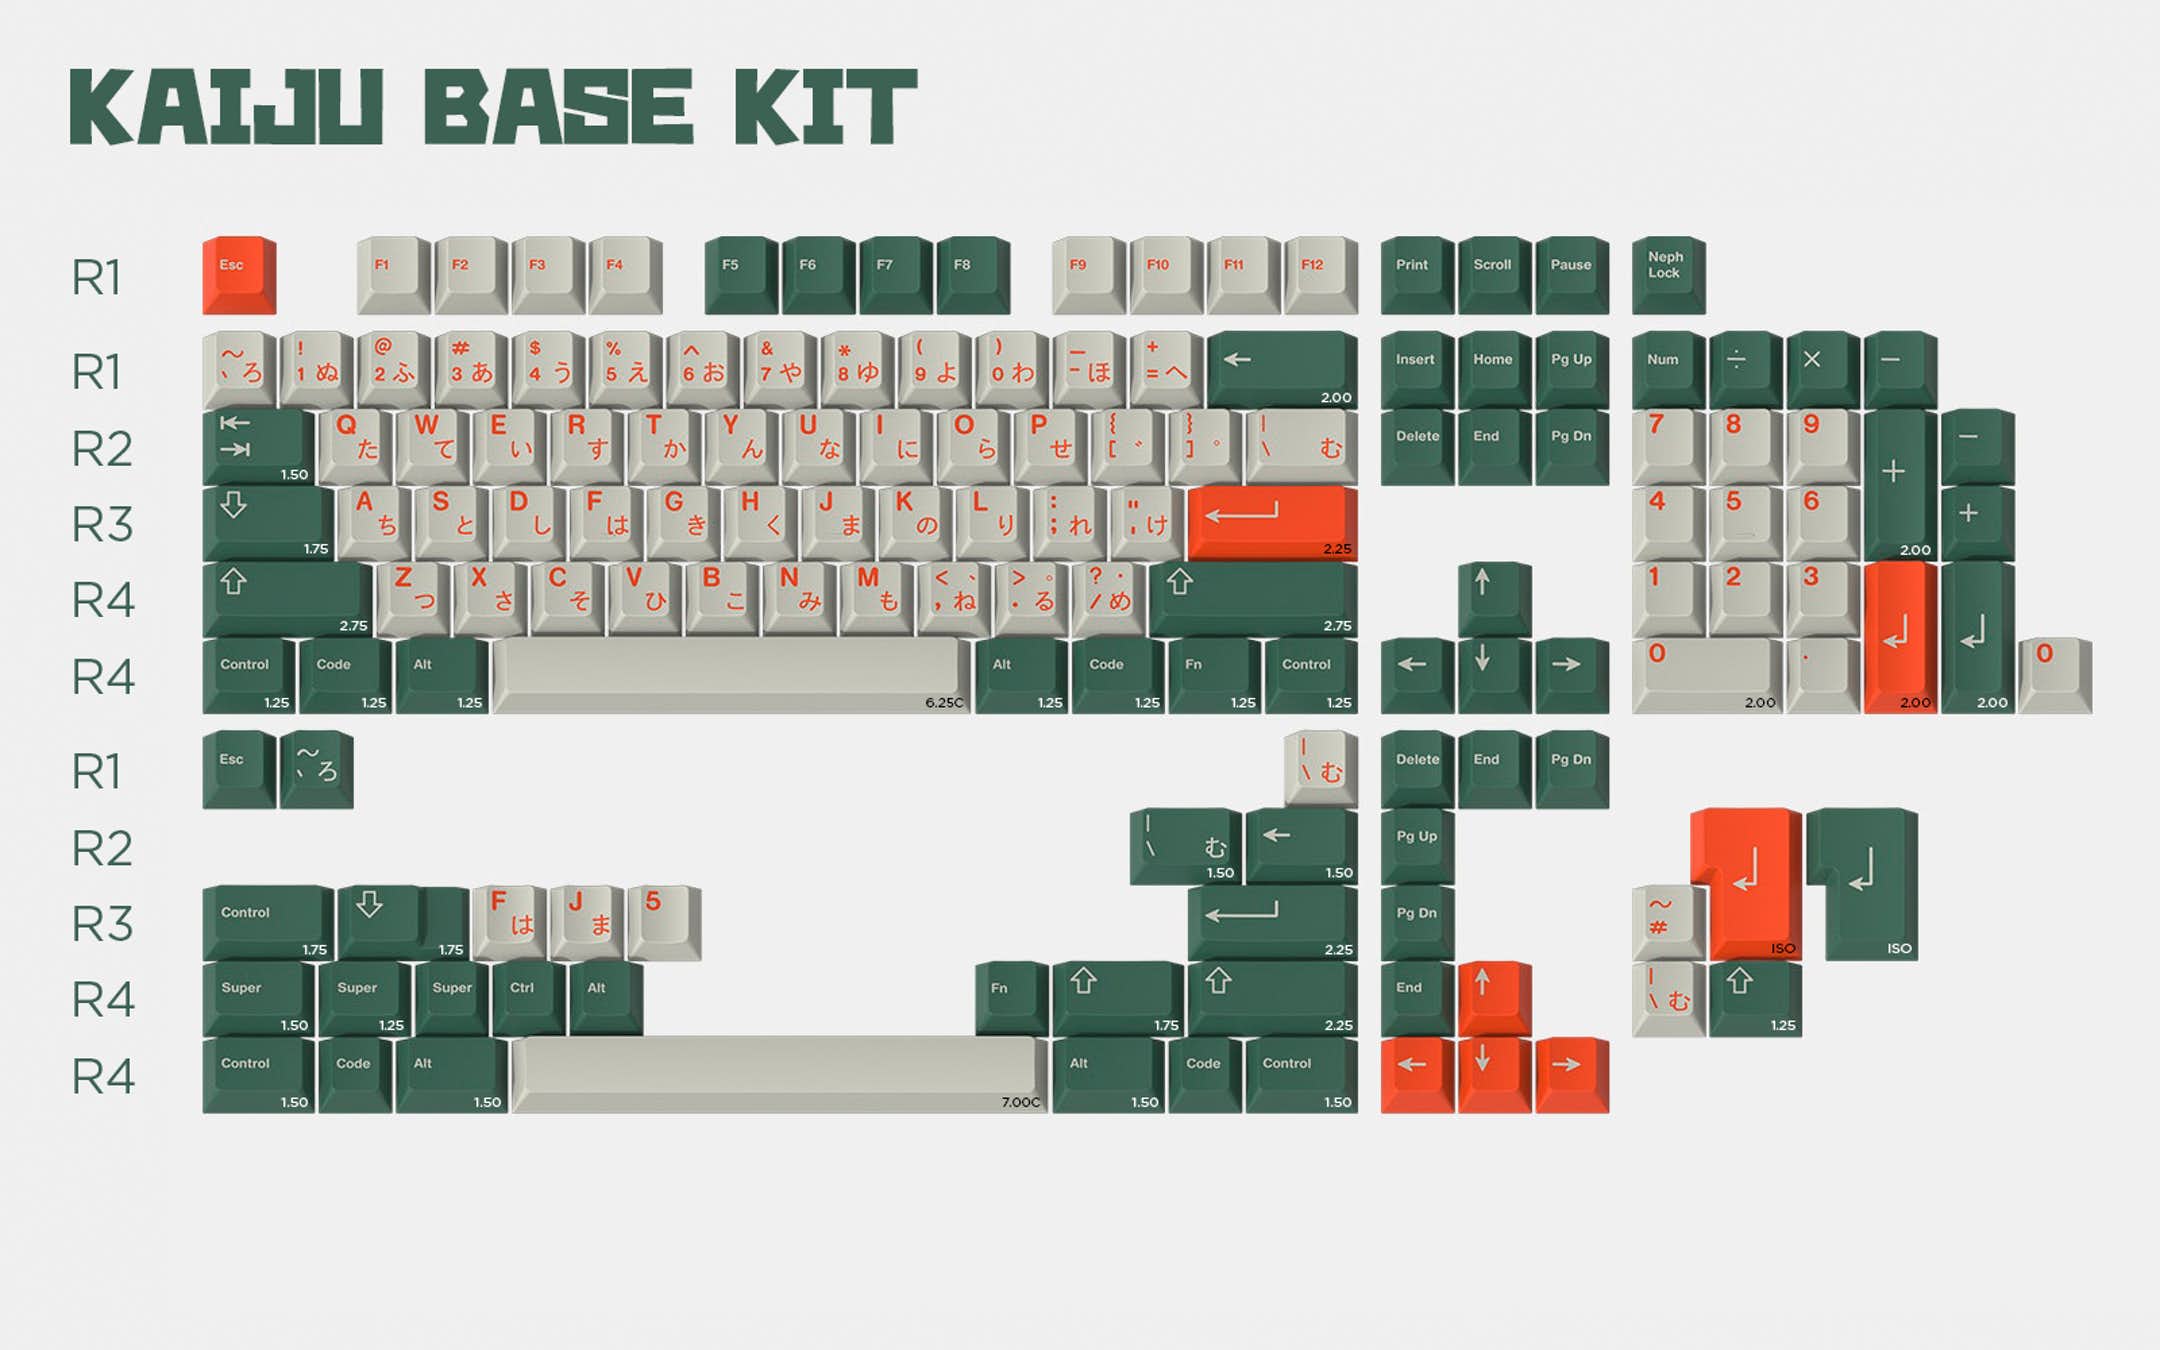 KAIJU BASE KIT
R1 Esc F1 F2 F3 F4 F5 F6 F7 F8 F9 F10 F11 F12 Print Scroll Pause Neph Lock
R1 ~ ` ろ ! 1 ぬ @ 2 ふ # 3 あ $ 4 う % 5 え ^ 6 お & 7 や * 8 ゆ ( 9 よ ) 0 わ _ - ほ + = へ ← 2.00 Insert Home Pg Up Num ÷ × −
R2 1.50 Q た W て E い R す T か Y ん U な I に O ら P せ { [ ゛ } ] ゜ | \ む Delete End Pg Dn 7 8 9 + 2.00 −
R3 1.75 A ち S と D し F は G き H く J ま K の L り : ; れ " ' け 2.25 4 5 6 +
R4 ⇧ 2.75 Z つ X さ C そ V ひ B こ N み M も < 、 , ね > 。 . る ? ・ / め ⇧ 2.75 ↑ 1 2 3 2.00 2.00
R4 Control 1.25 Code 1.25 Alt 1.25 6.25C Alt 1.25 Code 1.25 Fn 1.25 Control 1.25 ← ↓ → 0 2.00 . 0
R1 Esc ~ ` ろ | \ む Delete End Pg Dn
R2 | \ む 1.50 ← 1.50 Pg Up ISO ISO
R3 Control 1.75 1.75 F は J ま 5 2.25 Pg Dn ~ #
R4 Super 1.50 Super 1.25 Super Ctrl Alt Fn ⇧ 1.75 ⇧ 2.25 End ↑ | \ む ⇧ 1.25
R4 Control 1.50 Code Alt 1.50 7.00C Alt 1.50 Code Control 1.50 ← ↓ →